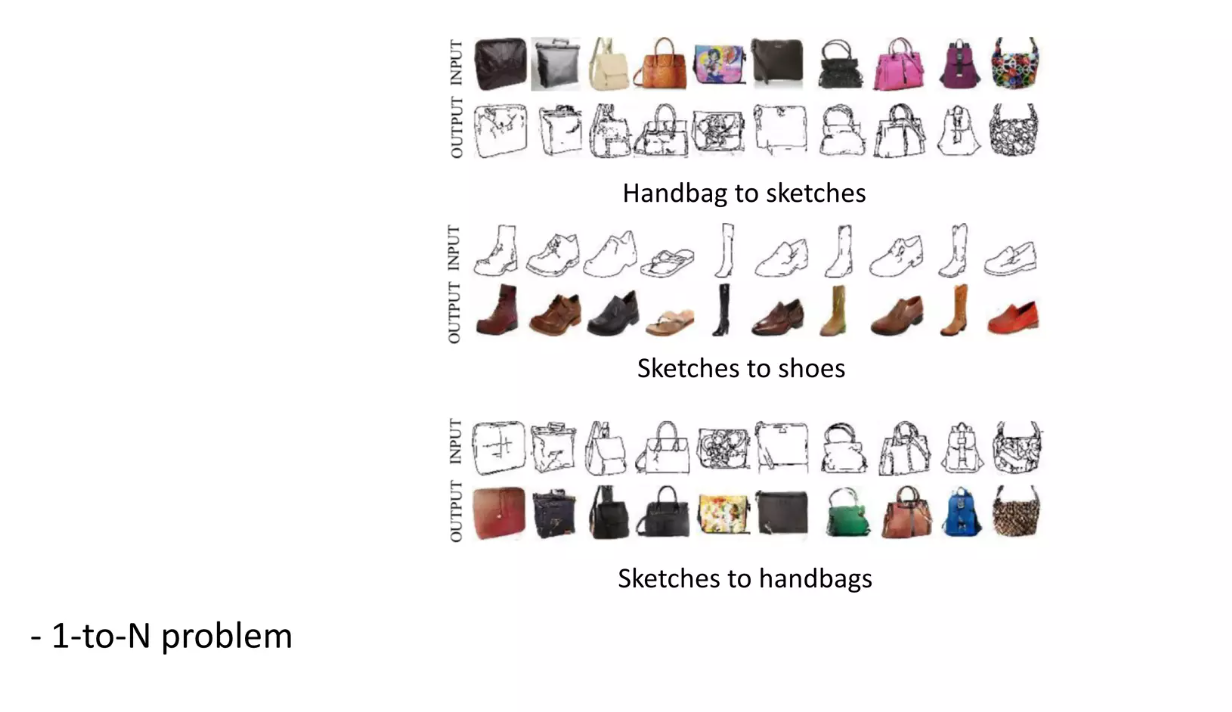 INPUT
OUTPUT
Handbag to sketches
INPUT
OUTPUT
Sketches to shoes
INPUT
OUTPUT
Sketches to handbags
- 1-to-N problem